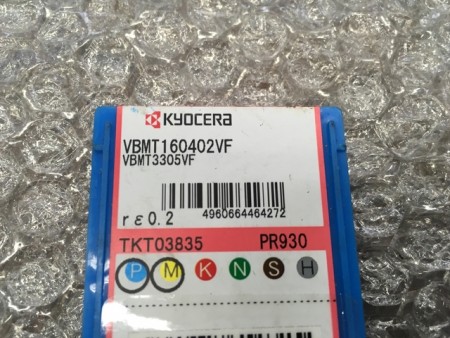 KYOCERA
VBMT160402VF
VBMT3305VF
rε0.2
4960664464272
TKT03835 PR930
P M K N S H